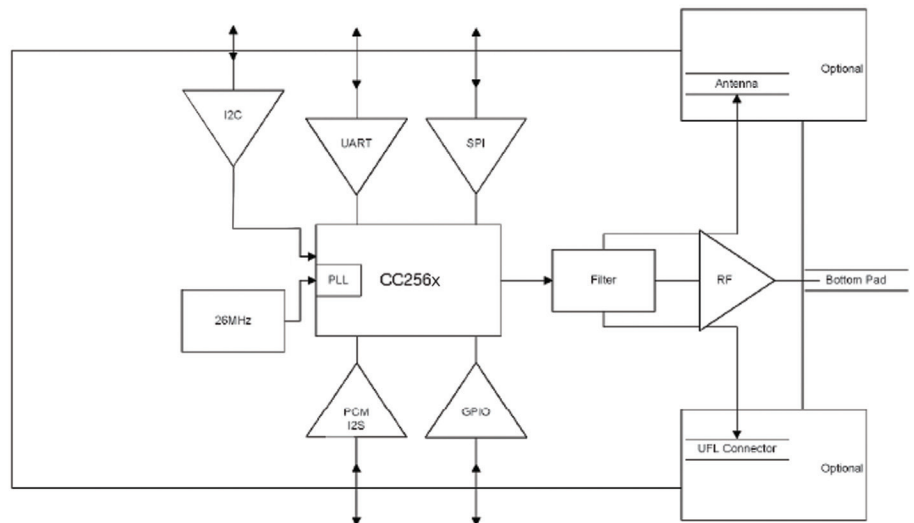 Optional
Antenna
I2C
UART
SPI
PLL
CC256x
Filter
RF
Bottom Pad
26MHz
PCM
I2S
GPIO
UFL Connector
Optional